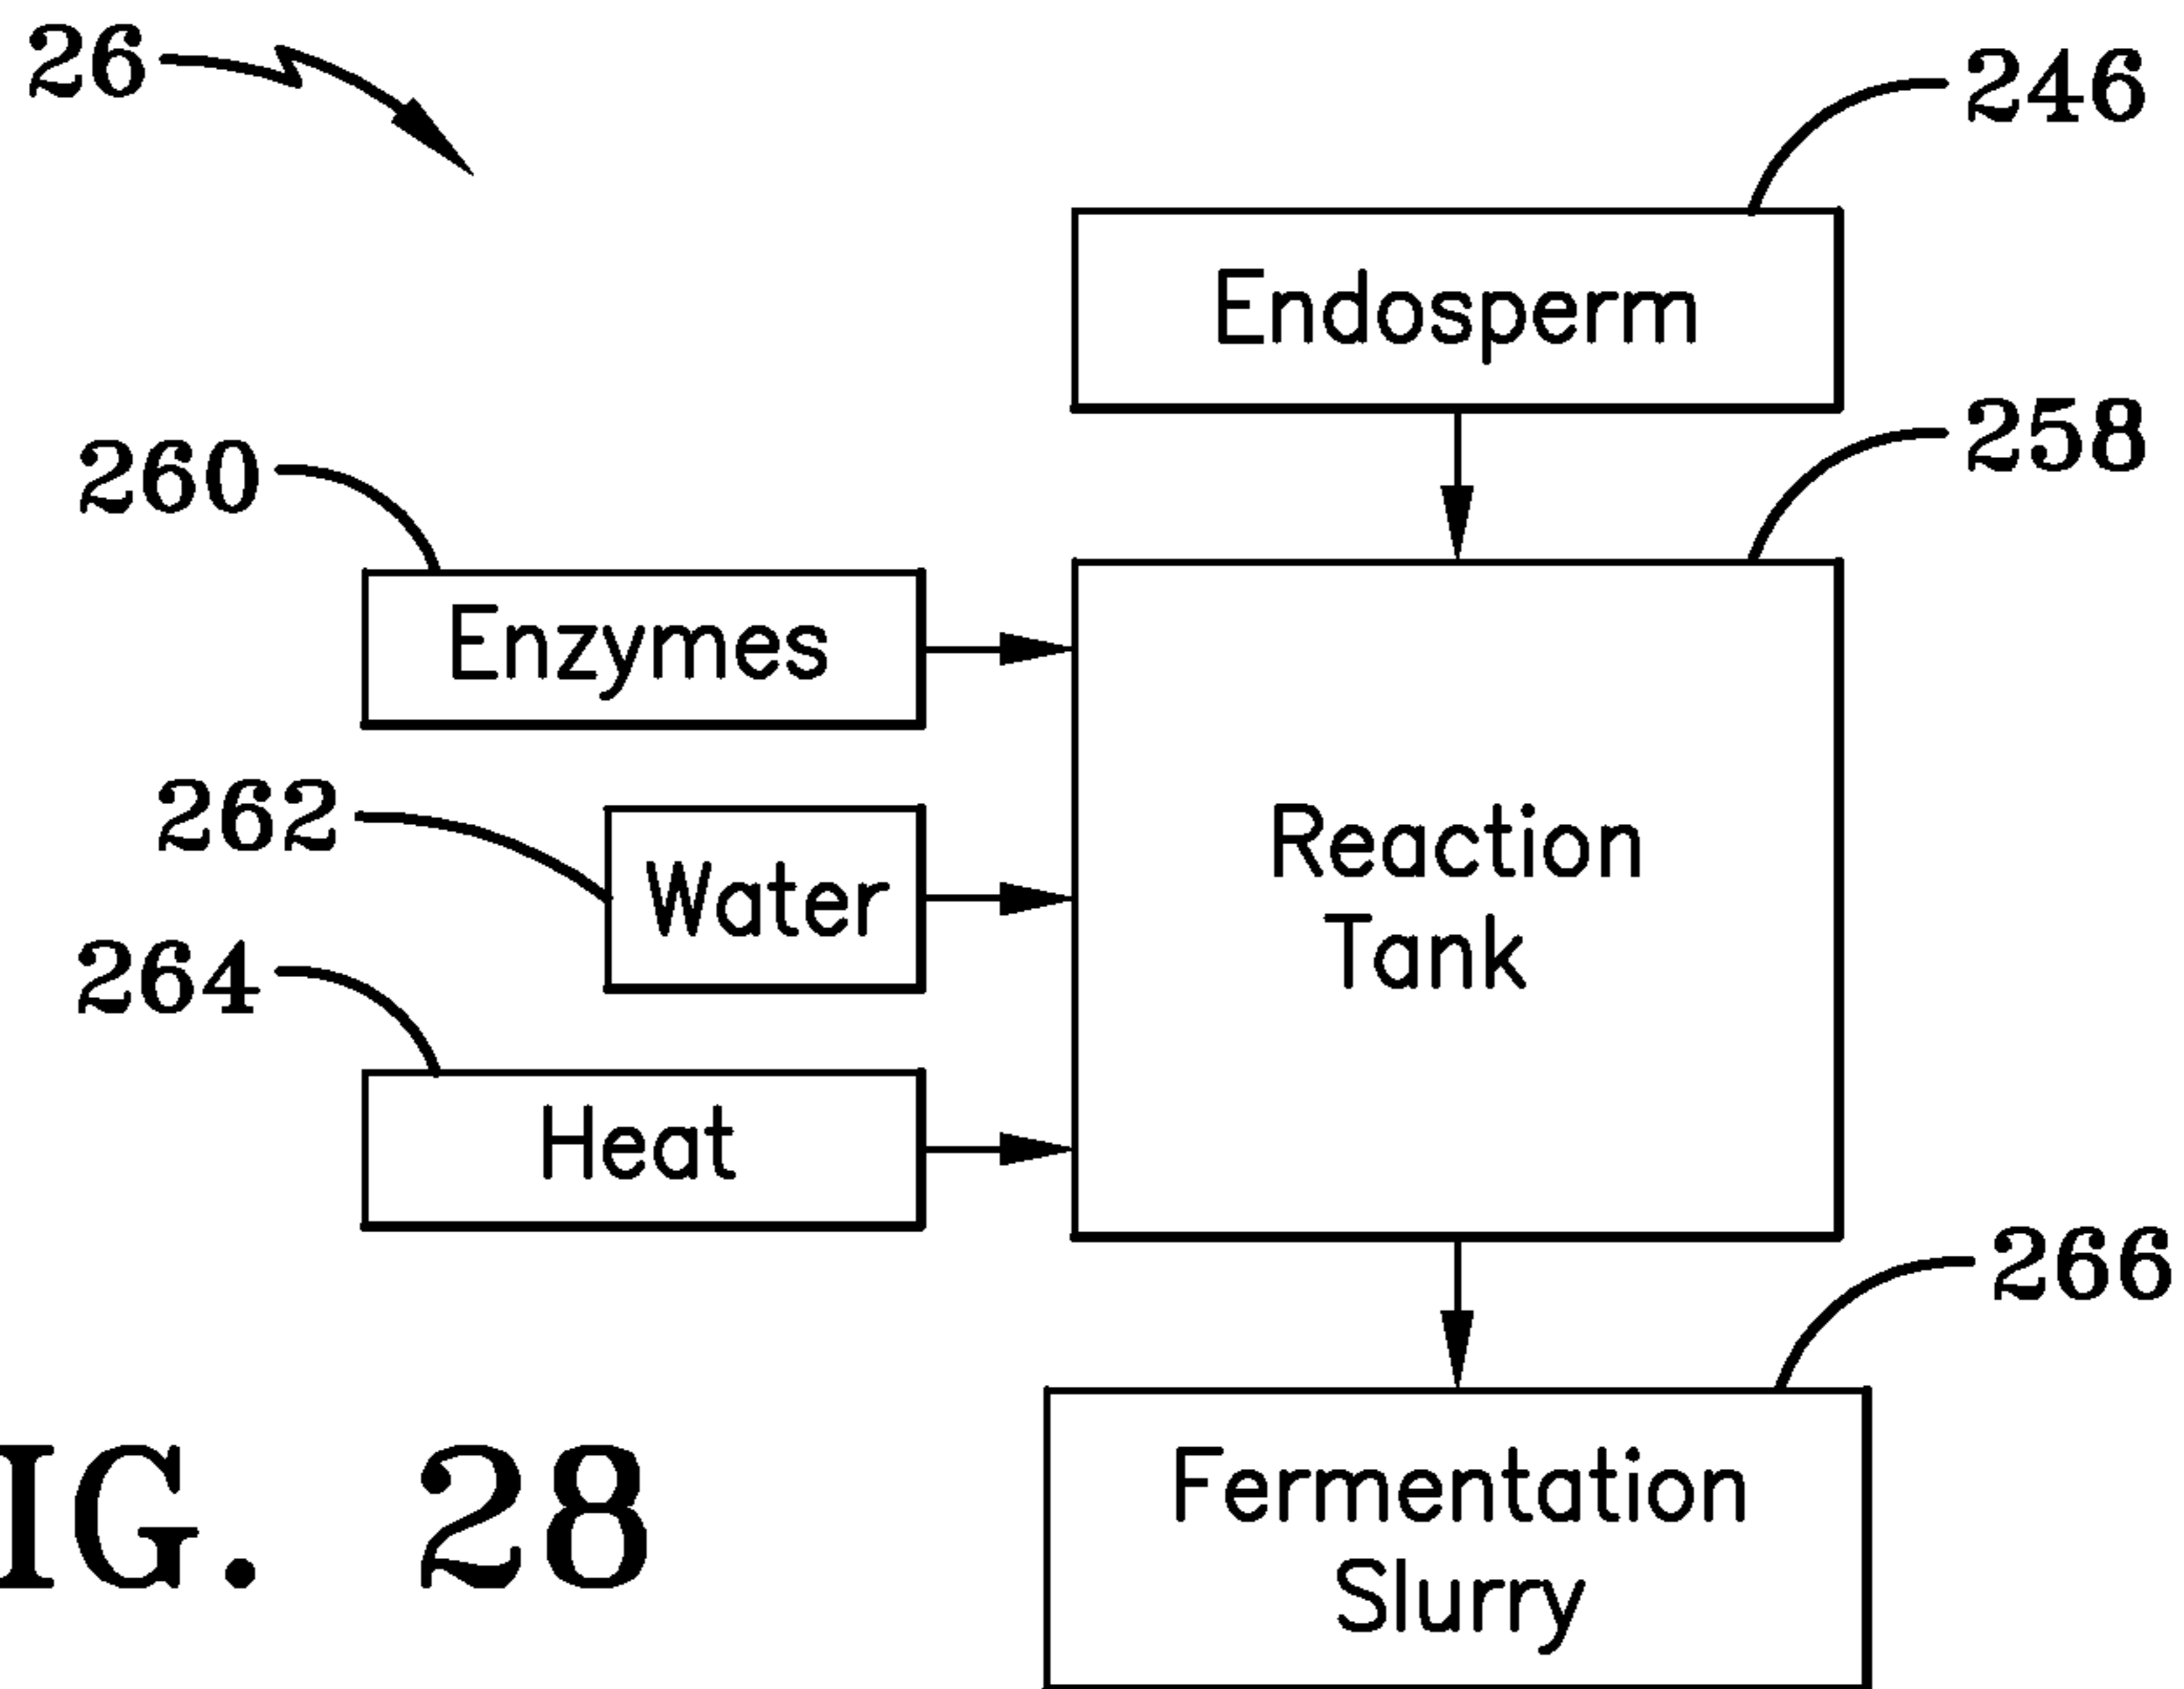 26
246
Endosperm
258
260
Enzymes
262
Water
Reaction
Tank
264
Heat
266
Fermentation
Slurry
IG. 28